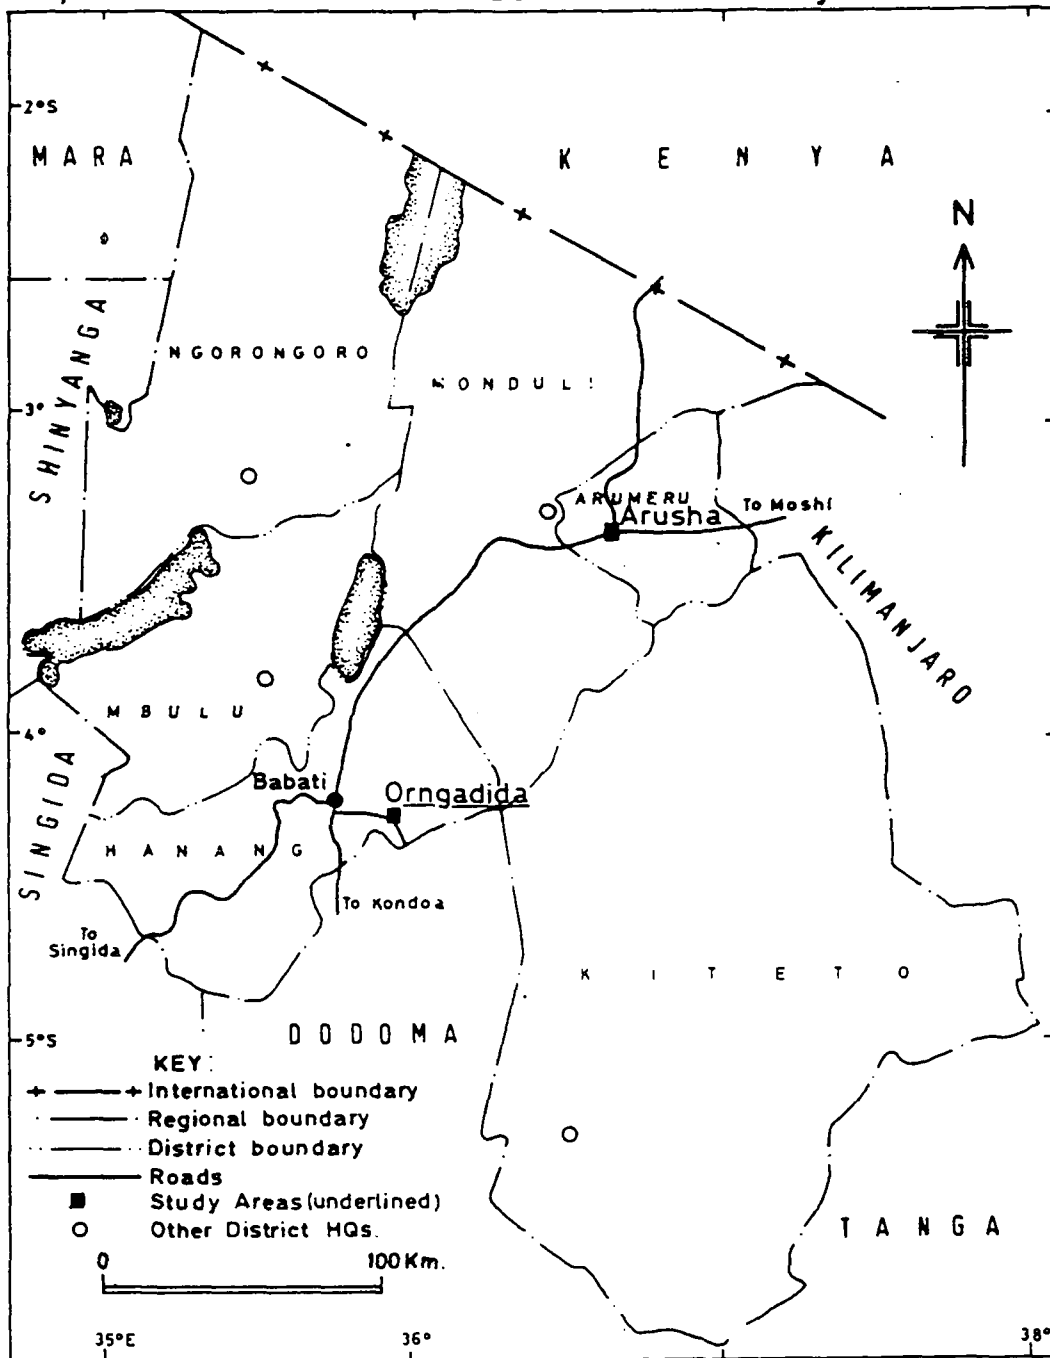 2°S
MARA
KENYA
N
SHINYANGA
NGORONGORO
MONDULI
3°
ARUMERU
Arusha
To Moshi
KILIMANJARO
MBULU
4°
SINGIDA
Babati
Orngadida
HANANG
To Kondoa
To
Singida
KITETO
DODOMA
5°S
KEY:
International boundary
Regional boundary
District boundary
Roads
Study Areas (underlined)
Other District HQs.
0 100 Km.
TANGA
35°E 36° 38°